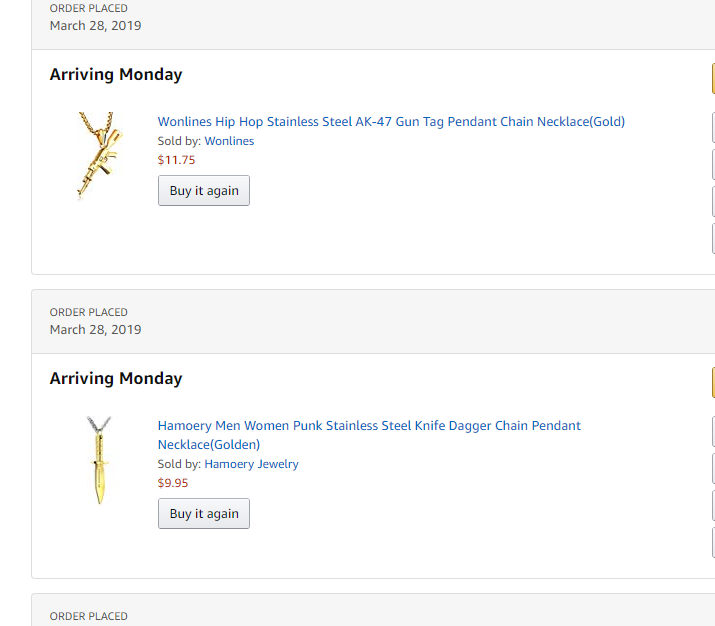 ORDER PLACED
March 28, 2019
Arriving Monday
Wonlines Hip Hop Stainless Steel AK-47 Gun Tag Pendant Chain Necklace(Gold)
Sold by: Wonlines
$11.75
Buy it again
ORDER PLACED
March 28, 2019
Arriving Monday
Hamoery Men Women Punk Stainless Steel Knife Dagger Chain Pendant
Necklace(Golden)
Sold by: Hamoery Jewelry
$9.95
Buy it again
ORDER PLACED